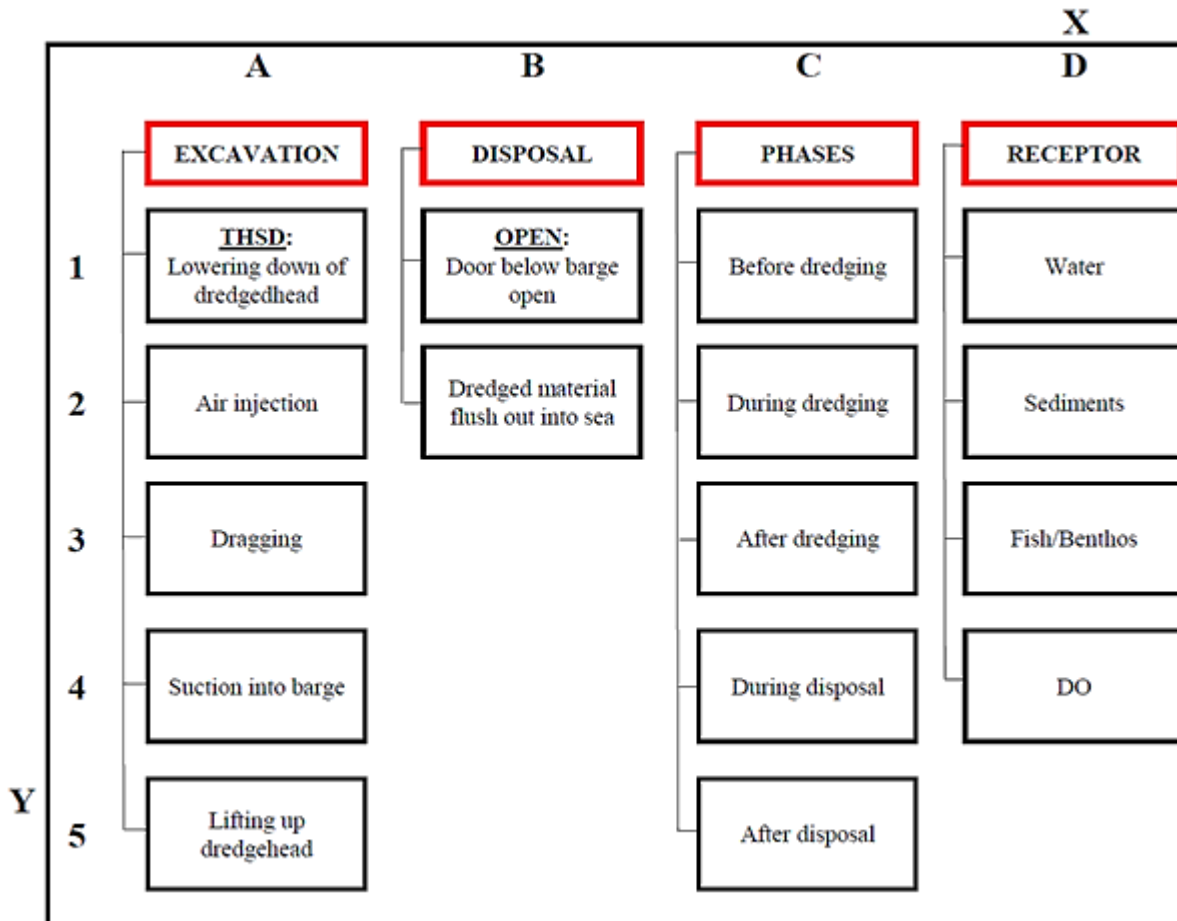 X
A B C D
EXCAVATION DISPOSAL PHASES RECEPTOR
1
THSD:
Lowering down of
dredgedhead
OPEN:
Door below barge
open
Before dredging
Water
2
Air injection
Dredged material
flush out into sea
During dredging
Sediments
3
Dragging
After dredging
Fish/Benthos
4
Suction into barge
During disposal
DO
Y
5
Lifting up
dredgehead
After disposal